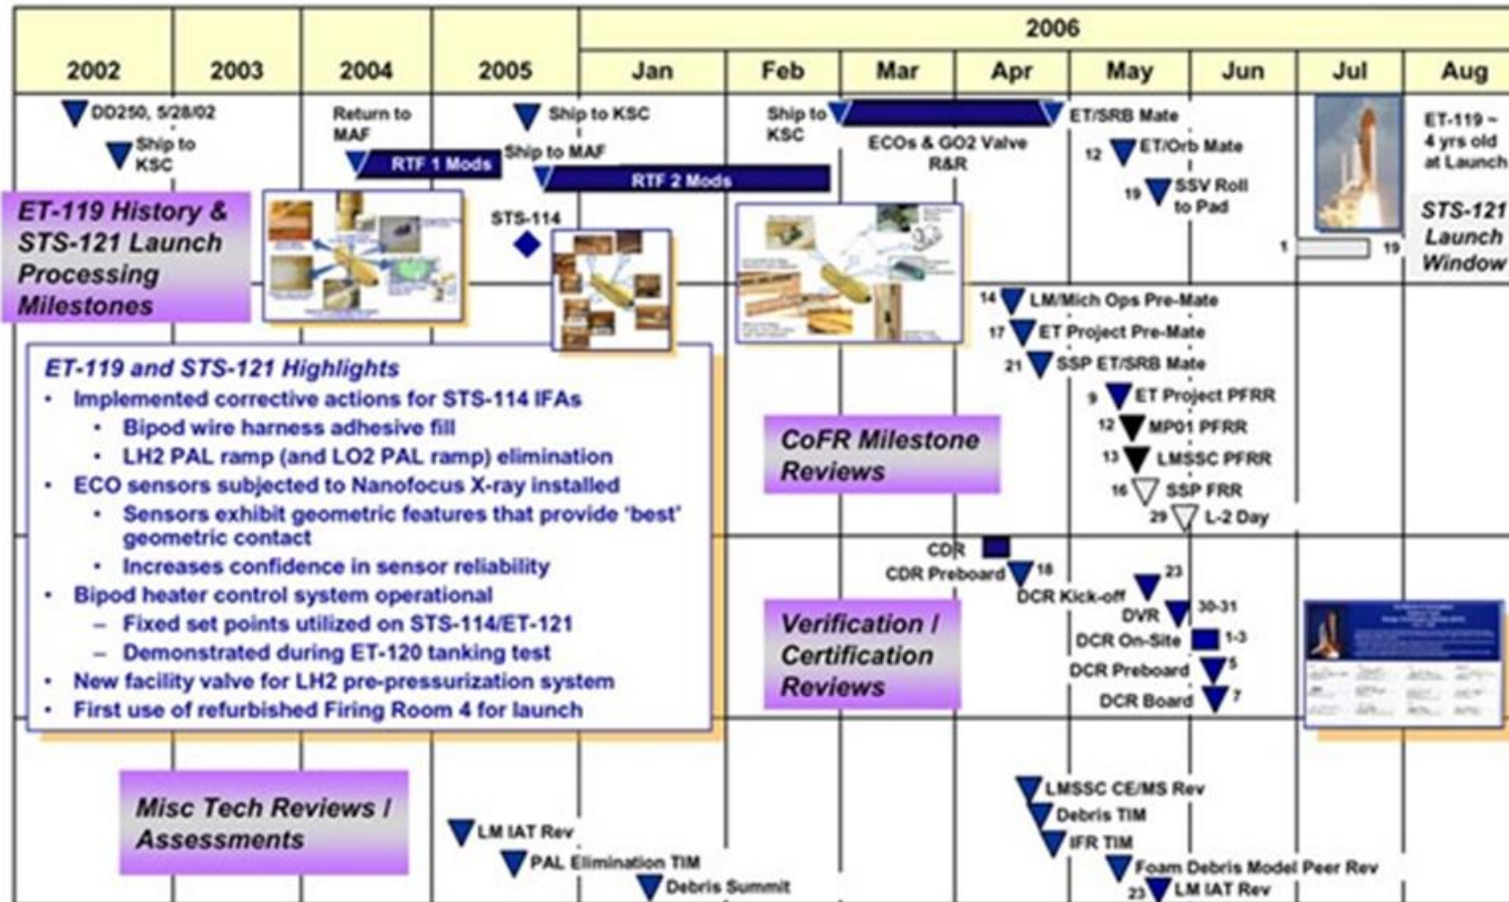 2006
2002 2003 2004 2005 Jan Feb Mar Apr May Jun Jul Aug
DD250, 5/28/02
Ship to
KSC
Return to
MAF
RTF 1 Mods
Ship to KSC
Ship to MAF
RTF 2 Mods
STS-114
Ship to
KSC
ECOs & GO2 Valve
R&R
ET/SRB Mate
12 ET/Orb Mate
19 SSV Roll
to Pad
1 19
ET-119 ~
4 yrs old
at Launch
STS-121
Launch
Window
ET-119 History &
STS-121 Launch
Processing
Milestones
14 LM/Mich Ops Pre-Mate
17 ET Project Pre-Mate
21 SSP ET/SRB Mate
9 ET Project PFRR
12 MP01 PFRR
13 LMSSC PFRR
16 SSP FRR
29 L-2 Day
CoFR Milestone
Reviews
ET-119 and STS-121 Highlights
• Implemented corrective actions for STS-114 IFAs
• Bipod wire harness adhesive fill
• LH2 PAL ramp (and LO2 PAL ramp) elimination
• ECO sensors subjected to Nanofocus X-ray installed
• Sensors exhibit geometric features that provide 'best'
geometric contact
• Increases confidence in sensor reliability
• Bipod heater control system operational
– Fixed set points utilized on STS-114/ET-121
– Demonstrated during ET-120 tanking test
• New facility valve for LH2 pre-pressurization system
• First use of refurbished Firing Room 4 for launch
CDR
CDR Preboard 18
DCR Kick-off 23
DVR 30-31
DCR On-Site 1-3
DCR Preboard 5
DCR Board 7
Verification /
Certification
Reviews
Misc Tech Reviews /
Assessments
LM IAT Rev
PAL Elimination TIM
Debris Summit
LMSSC CE/MS Rev
Debris TIM
IFR TIM
Foam Debris Model Peer Rev
23 LM IAT Rev